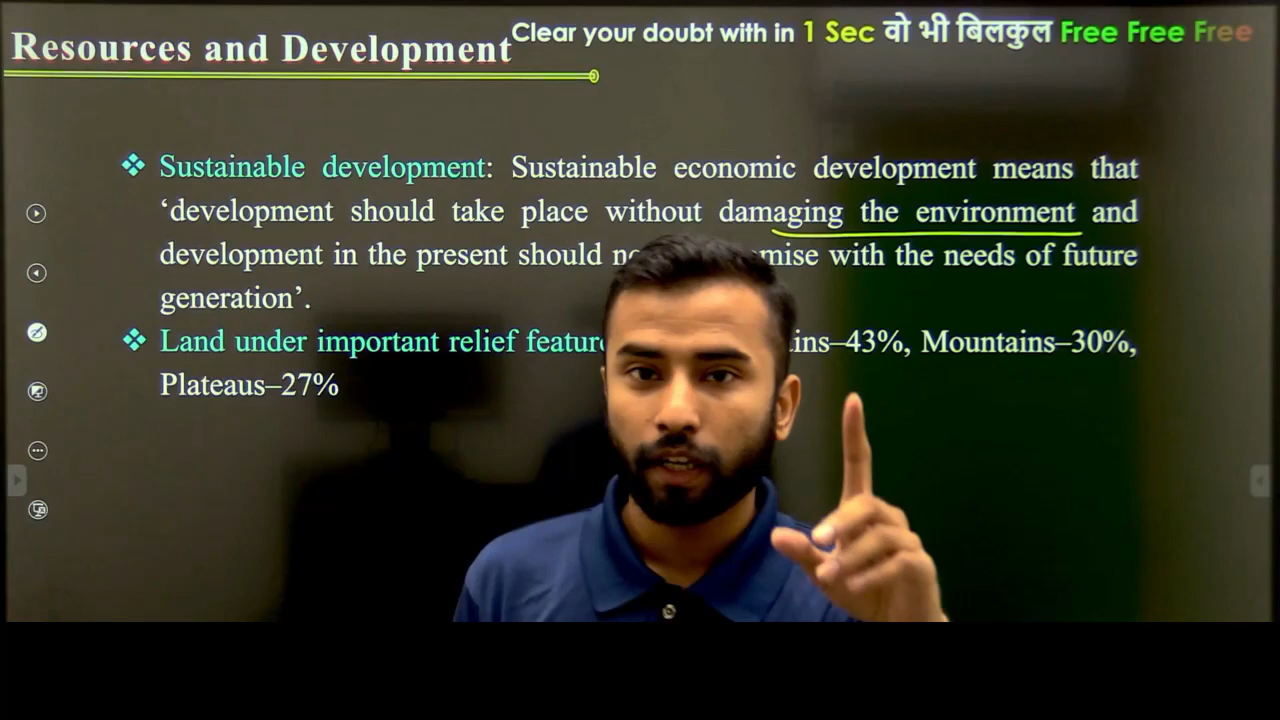 Resources and Development
Clear your doubt with in 1 Sec वो भी बिलकुल Free Free Free
❖ Sustainable development: Sustainable economic development means that
‘development should take place without damaging the environment and
development in the present should mise with the needs of future
generation’.
❖ Land under important relief ins–43%, Mountains–30%,
Plateaus–27%